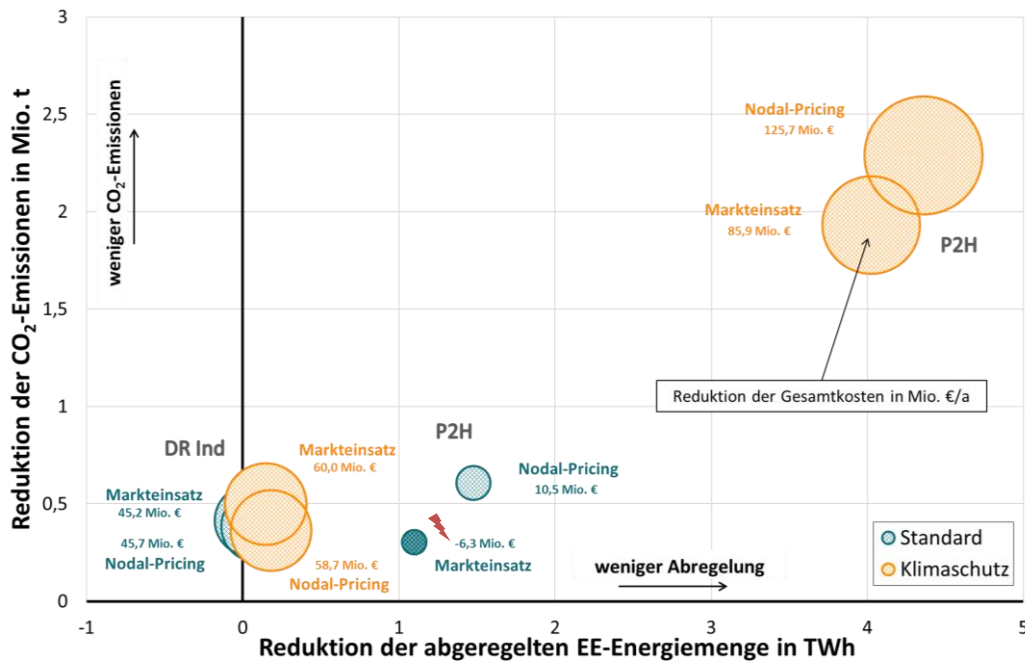 Reduktion der CO₂-Emissionen in Mio. t
3
2,5
2
1,5
1
0,5
0
weniger CO₂-Emissionen
Nodal-Pricing
125,7 Mio. €
Markteinsatz
85,9 Mio. €
P2H
Reduktion der Gesamtkosten in Mio. €/a
DR Ind
Markteinsatz
60,0 Mio. €
Markteinsatz
45,2 Mio. €
45,7 Mio. €
Nodal-Pricing
58,7 Mio. €
Nodal-Pricing
P2H
Nodal-Pricing
10,5 Mio. €
-6,3 Mio. €
Markteinsatz
weniger Abregelung
Standard
Klimaschutz
-1
0
1
2
3
4
5
Reduktion der abgeregelten EE-Energiemenge in TWh